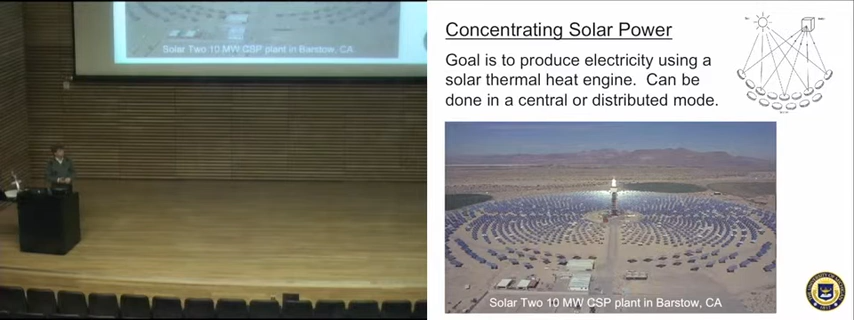 Solar Two 10 MW CSP plant in Barstow, CA
Concentrating Solar Power
Goal is to produce electricity using a
solar thermal heat engine. Can be
done in a central or distributed mode.
Solar Two 10 MW CSP plant in Barstow, CA